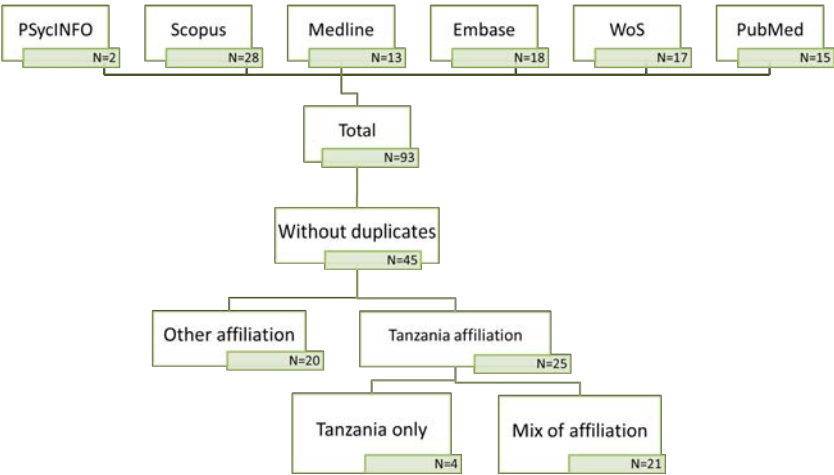 PSycINFO
N=2
Scopus
N=28
Medline
N=13
Embase
N=18
WoS
N=17
PubMed
N=15
Total
N=93
Without duplicates
N=45
Other affiliation
N=20
Tanzania affiliation
N=25
Tanzania only
N=4
Mix of affiliation
N=21